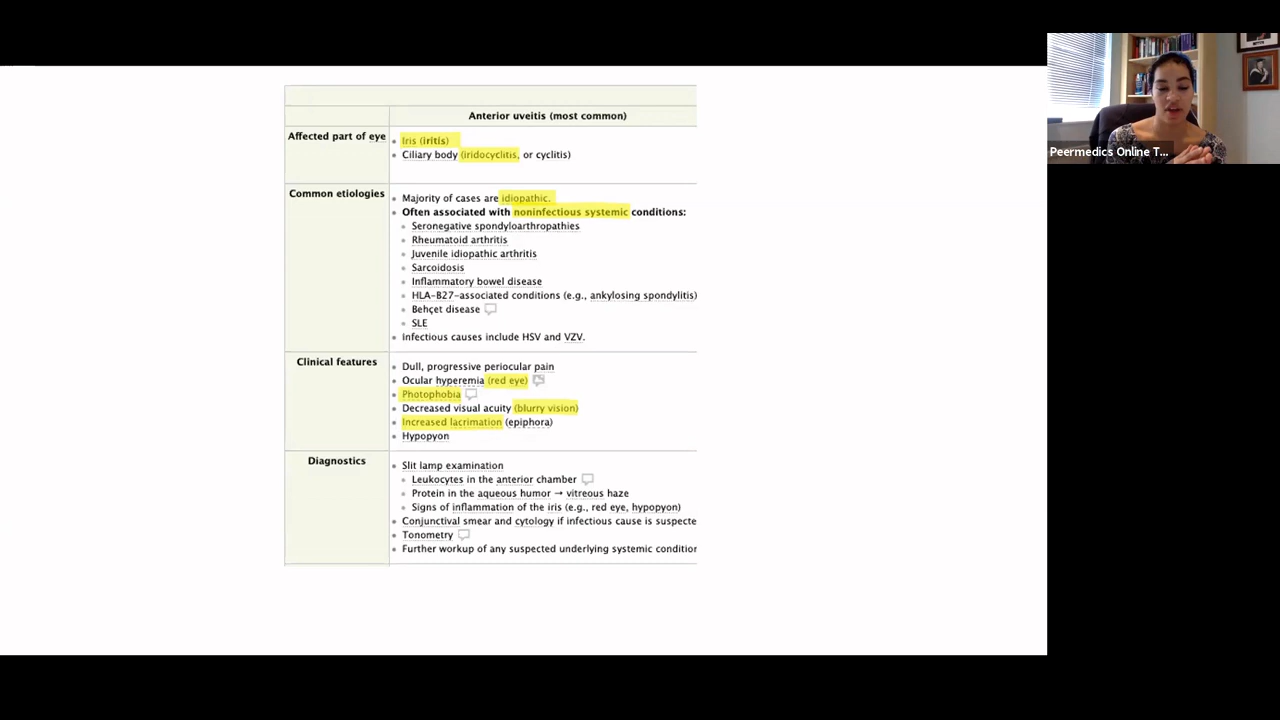 Anterior uveitis (most common)
Affected part of eye
Iris (iritis)
Ciliary body (iridocyclitis, or cyclitis)
Common etiologies
Majority of cases are idiopathic.
Often associated with noninfectious systemic conditions:
Seronegative spondyloarthropathies
Rheumatoid arthritis
Juvenile idiopathic arthritis
Sarcoidosis
Inflammatory bowel disease
HLA-B27-associated conditions (e.g., ankylosing spondylitis)
Behçet disease
SLE
Infectious causes include HSV and VZV.
Clinical features
Dull, progressive periocular pain
Ocular hyperemia (red eye)
Photophobia
Decreased visual acuity (blurry vision)
Increased lacrimation (epiphora)
Hypopyon
Diagnostics
Slit lamp examination
Leukocytes in the anterior chamber
Protein in the aqueous humor → vitreous haze
Signs of inflammation of the iris (e.g., red eye, hypopyon)
Conjunctival smear and cytology if infectious cause is suspecte
Tonometry
Further workup of any suspected underlying systemic condition
Peermedics Online T...